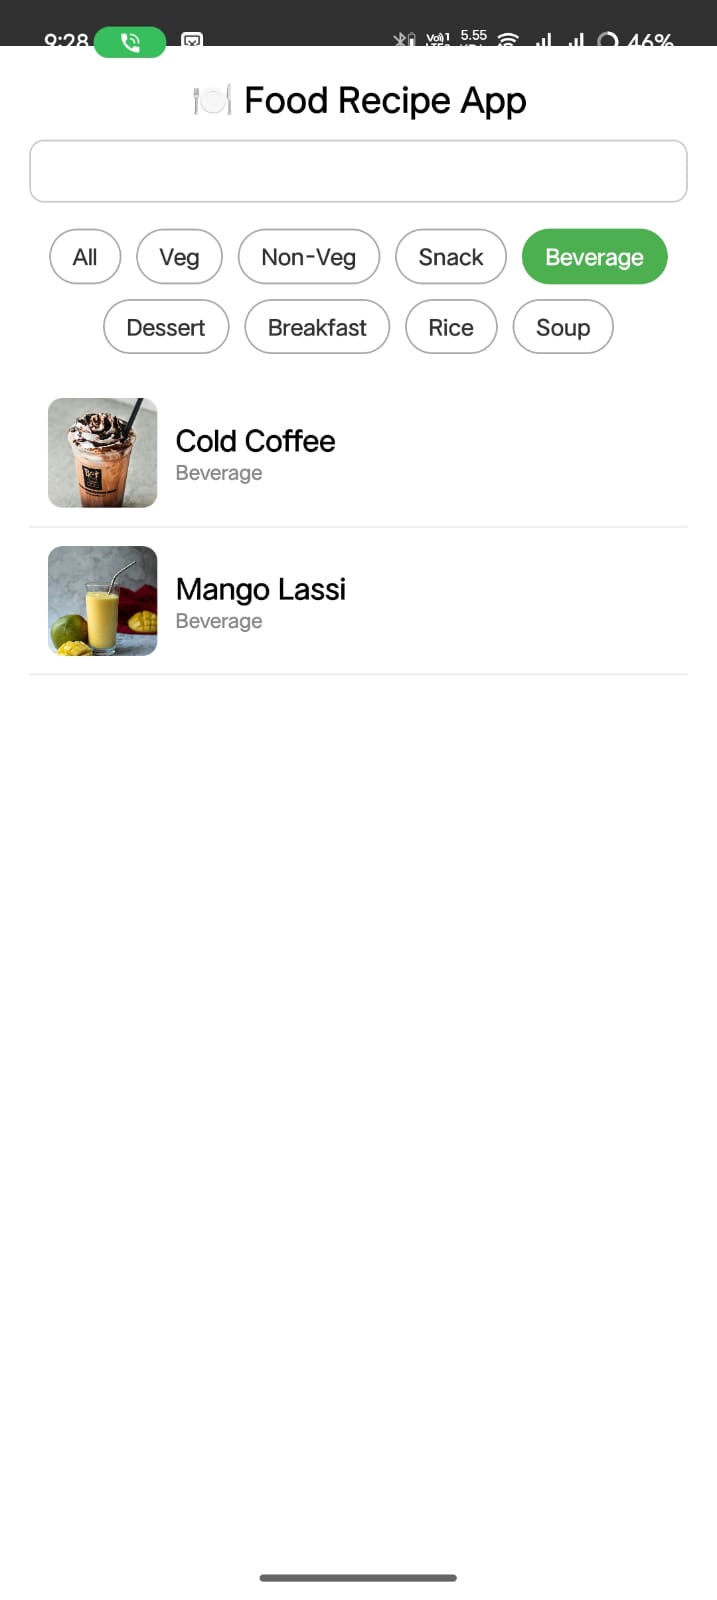 9:28 5.55 46%
Food Recipe App
All Veg Non-Veg Snack Beverage
Dessert Breakfast Rice Soup
Cold Coffee
Beverage
Mango Lassi
Beverage